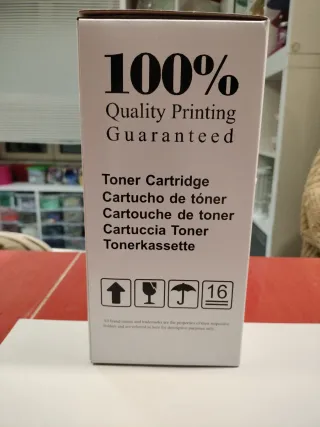 100%
Quality Printing
Guaranteed
Toner Cartridge
Cartucho de tóner
Cartouche de toner
Cartuccia Toner
Tonerkassette
16